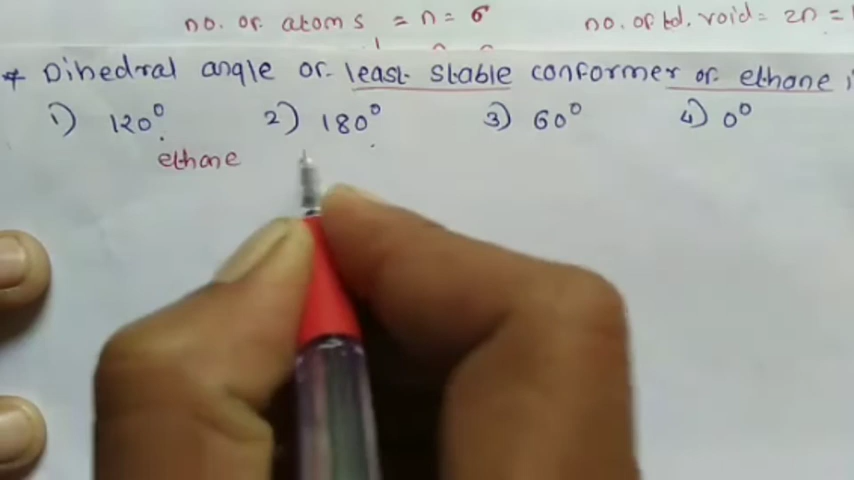 no. of atoms = n = 6 no. of td. void = 2n =
* Dihedral angle of least stable conformer of ethane
1) 120° 2) 180° 3) 60° 4) 0°
ethane